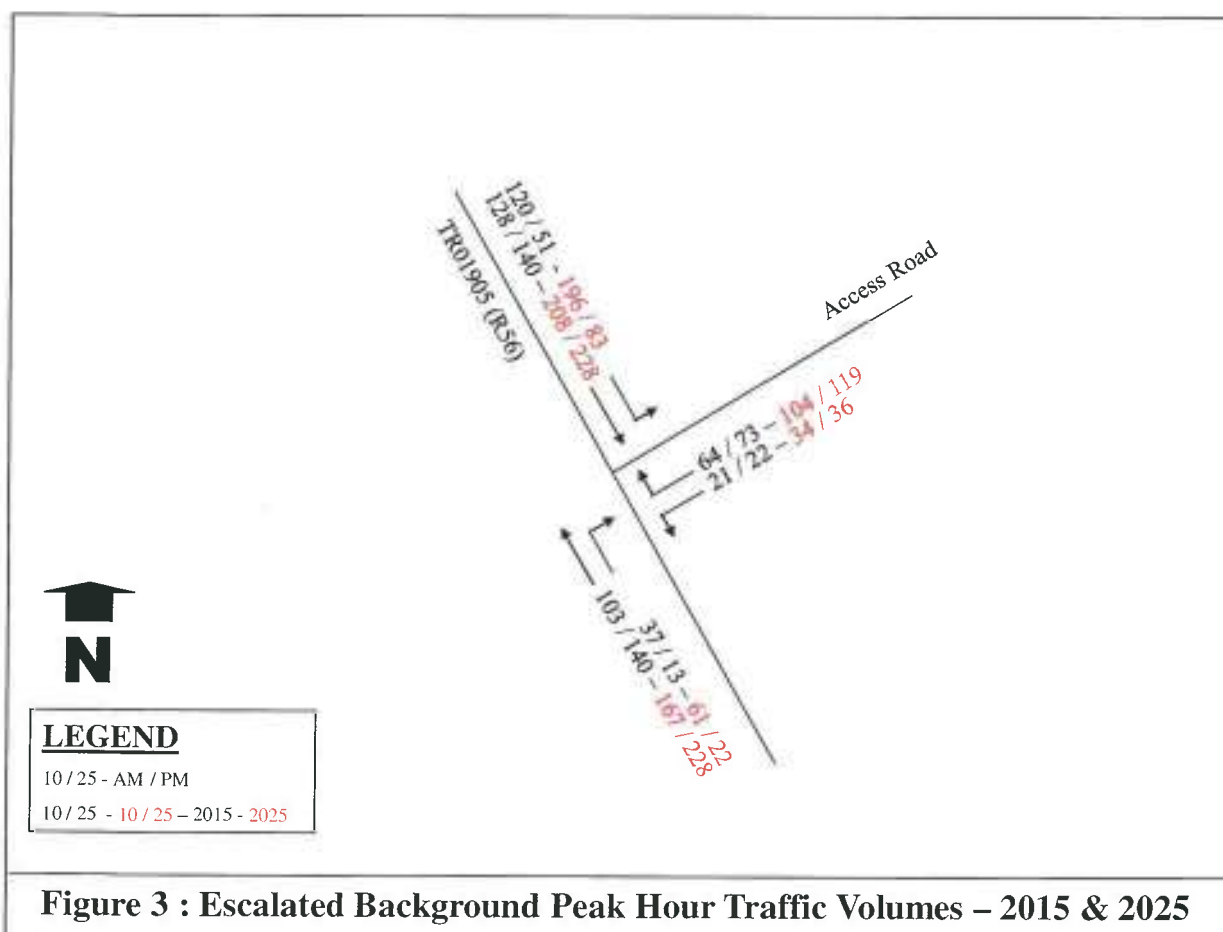 120 / 51 - 196 / 83
128 / 140 – 208 / 228
TR01905 (R56)
Access Road
64 / 73 – 104 / 119
21 / 22 – 34 / 36
37 / 13 – 61 / 22
103 / 140 – 167 / 228
N
LEGEND
10 / 25 - AM / PM
10 / 25 - 10 / 25 – 2015 - 2025
Figure 3 : Escalated Background Peak Hour Traffic Volumes – 2015 & 2025